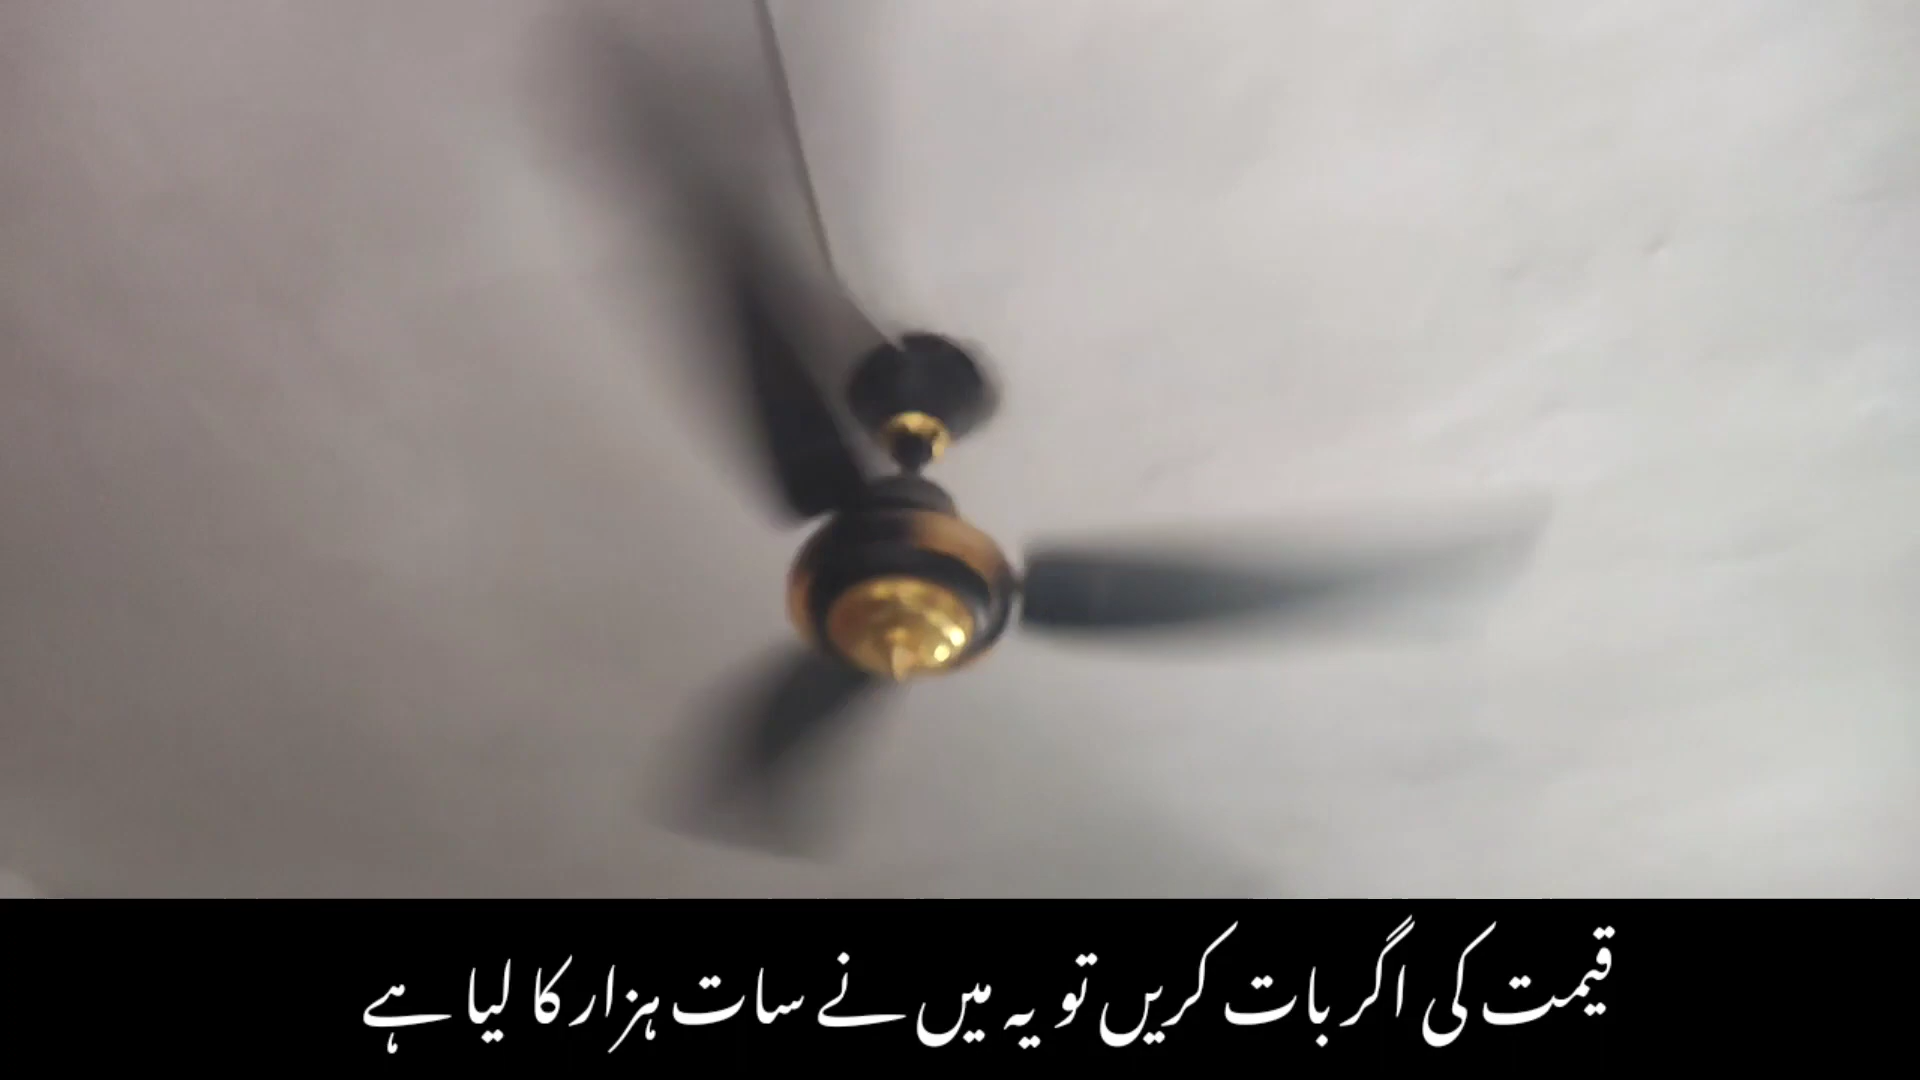 قیمت کی اگر بات کریں تو یہ میں نے سات ہزار کا لیا ہے